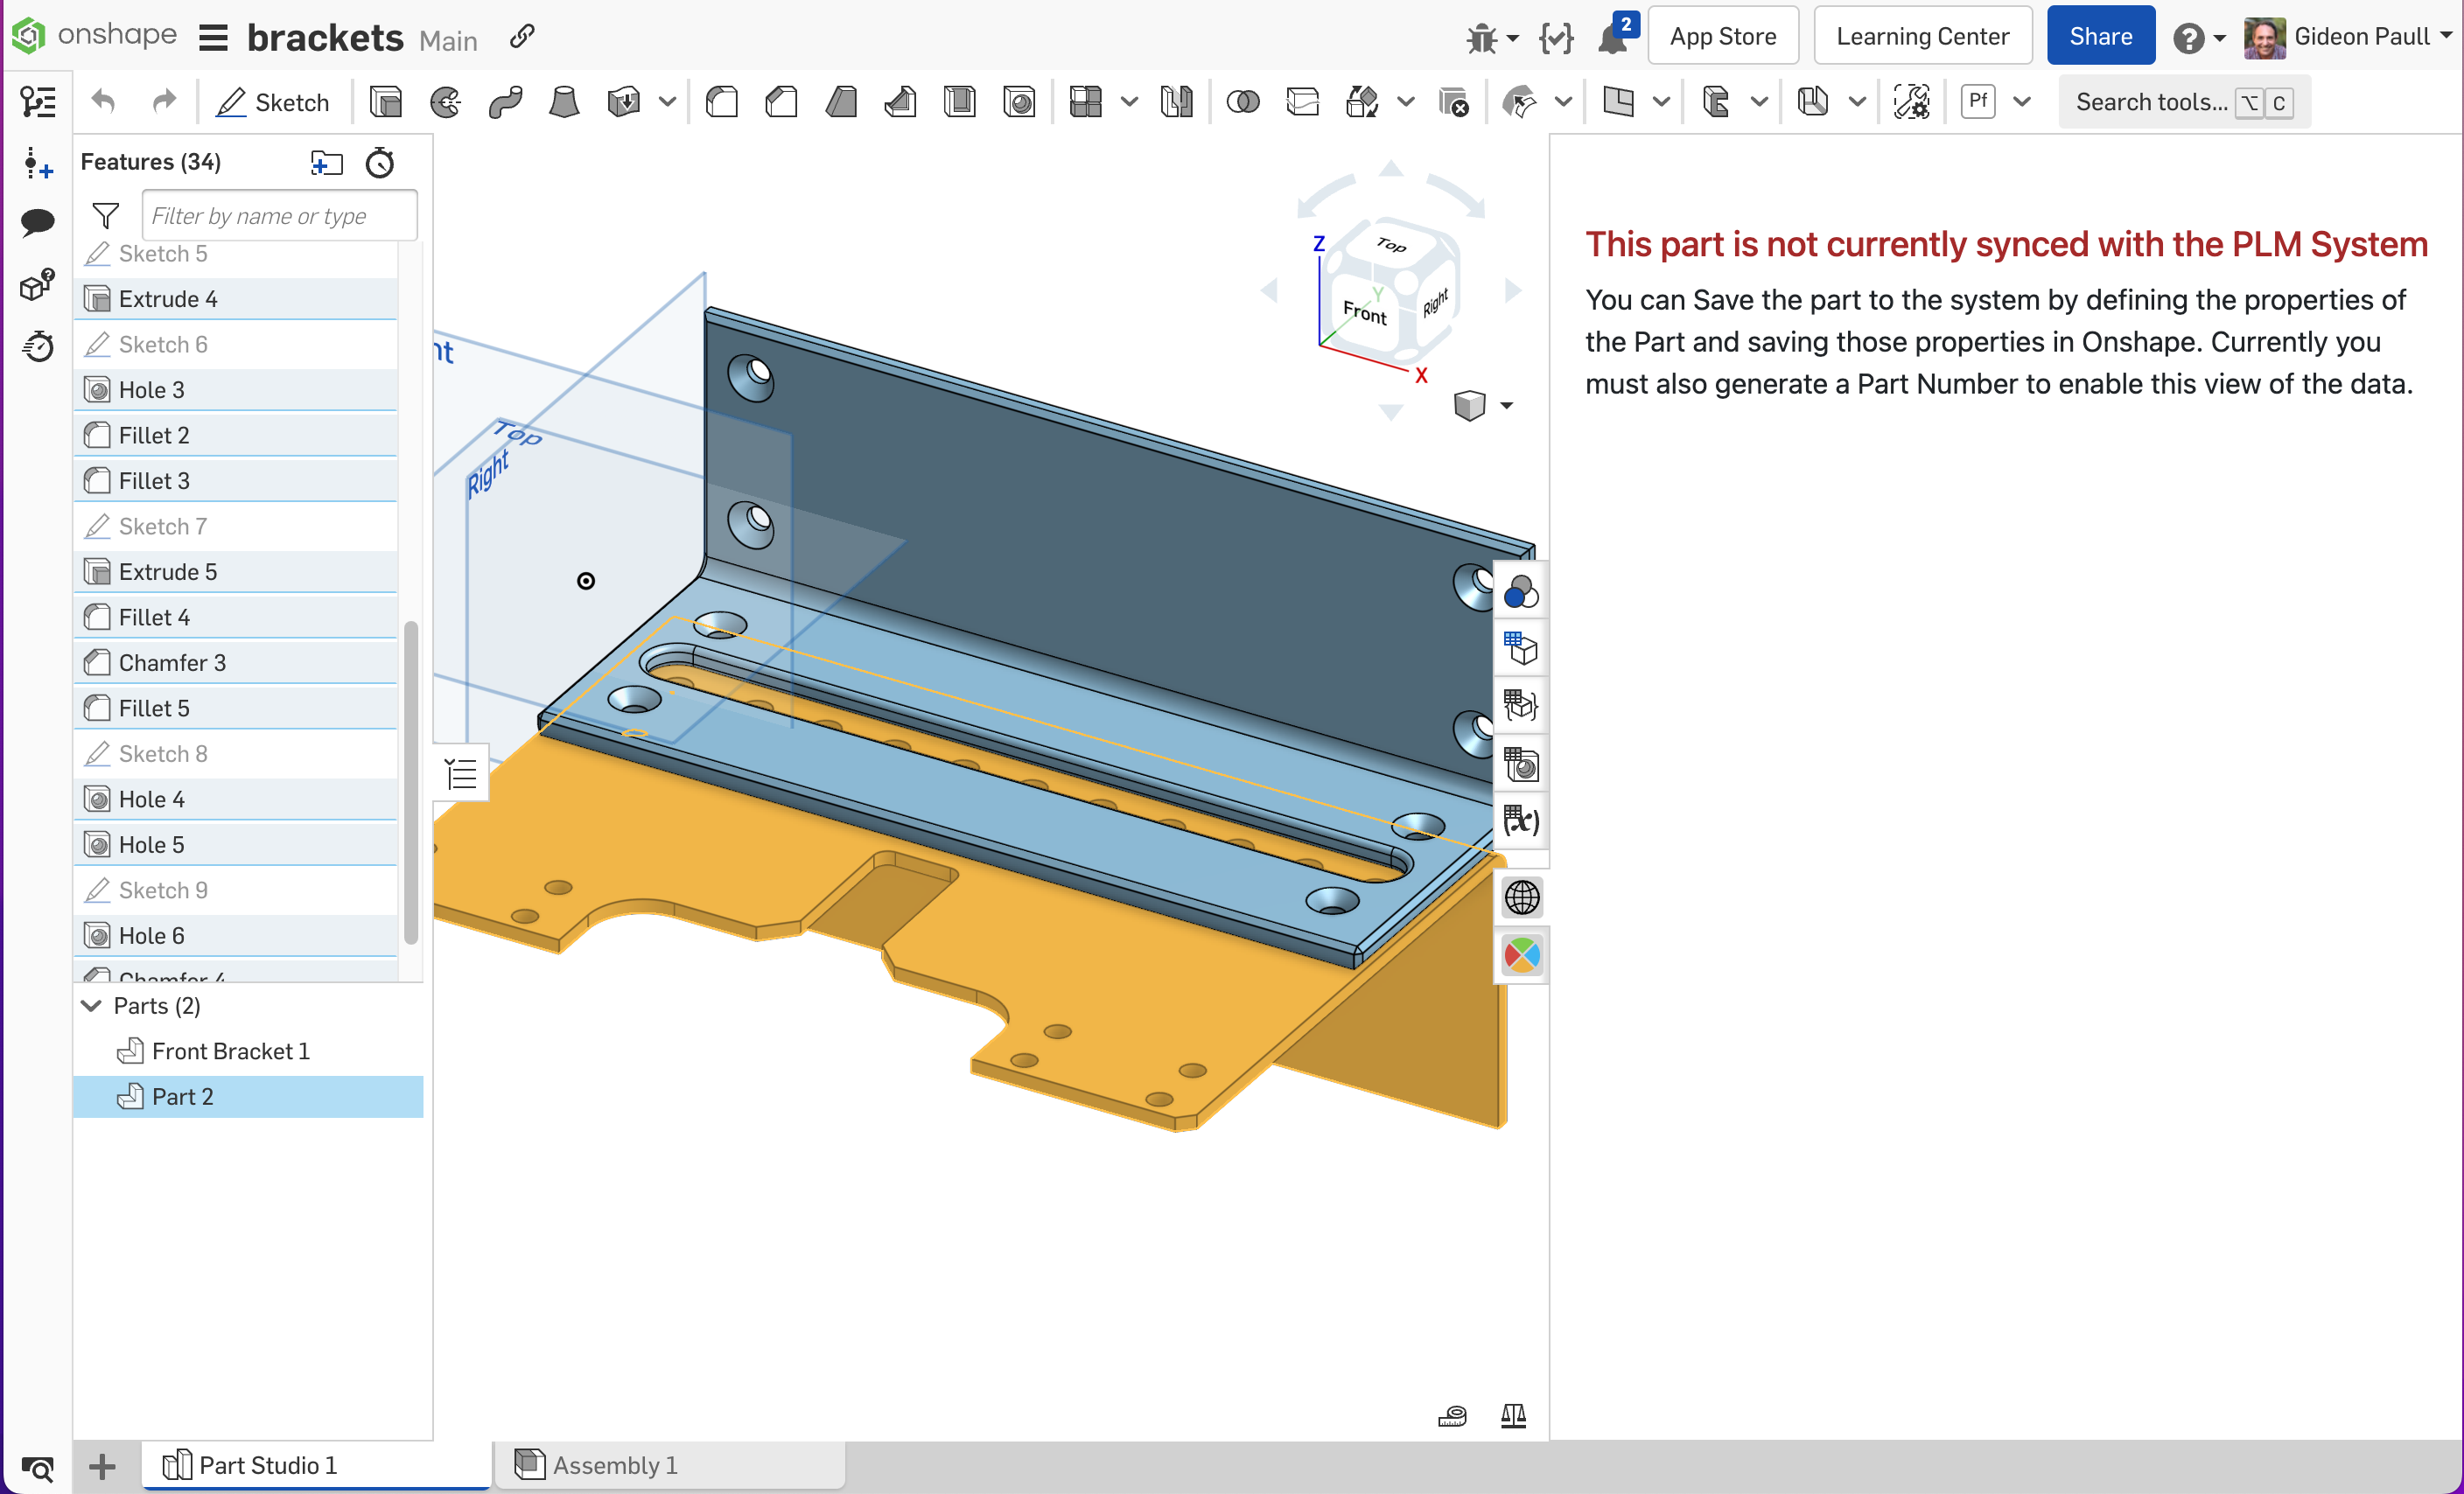 onshape
brackets Main
2
App Store
Learning Center
Share
Gideon Paull
Sketch
Pf
Search tools... ⌥ C
Features (34)
Filter by name or type
Sketch 5
Extrude 4
Sketch 6
Hole 3
Fillet 2
Fillet 3
Sketch 7
Extrude 5
Fillet 4
Chamfer 3
Fillet 5
Sketch 8
Hole 4
Hole 5
Sketch 9
Hole 6
Chamfer 4
Parts (2)
Front Bracket 1
Part 2
nt
Top
Right
Z
Top
Y
Front
Right
X
(x)
This part is not currently synced with the PLM System
You can Save the part to the system by defining the properties of
the Part and saving those properties in Onshape. Currently you
must also generate a Part Number to enable this view of the data.
Part Studio 1
Assembly 1